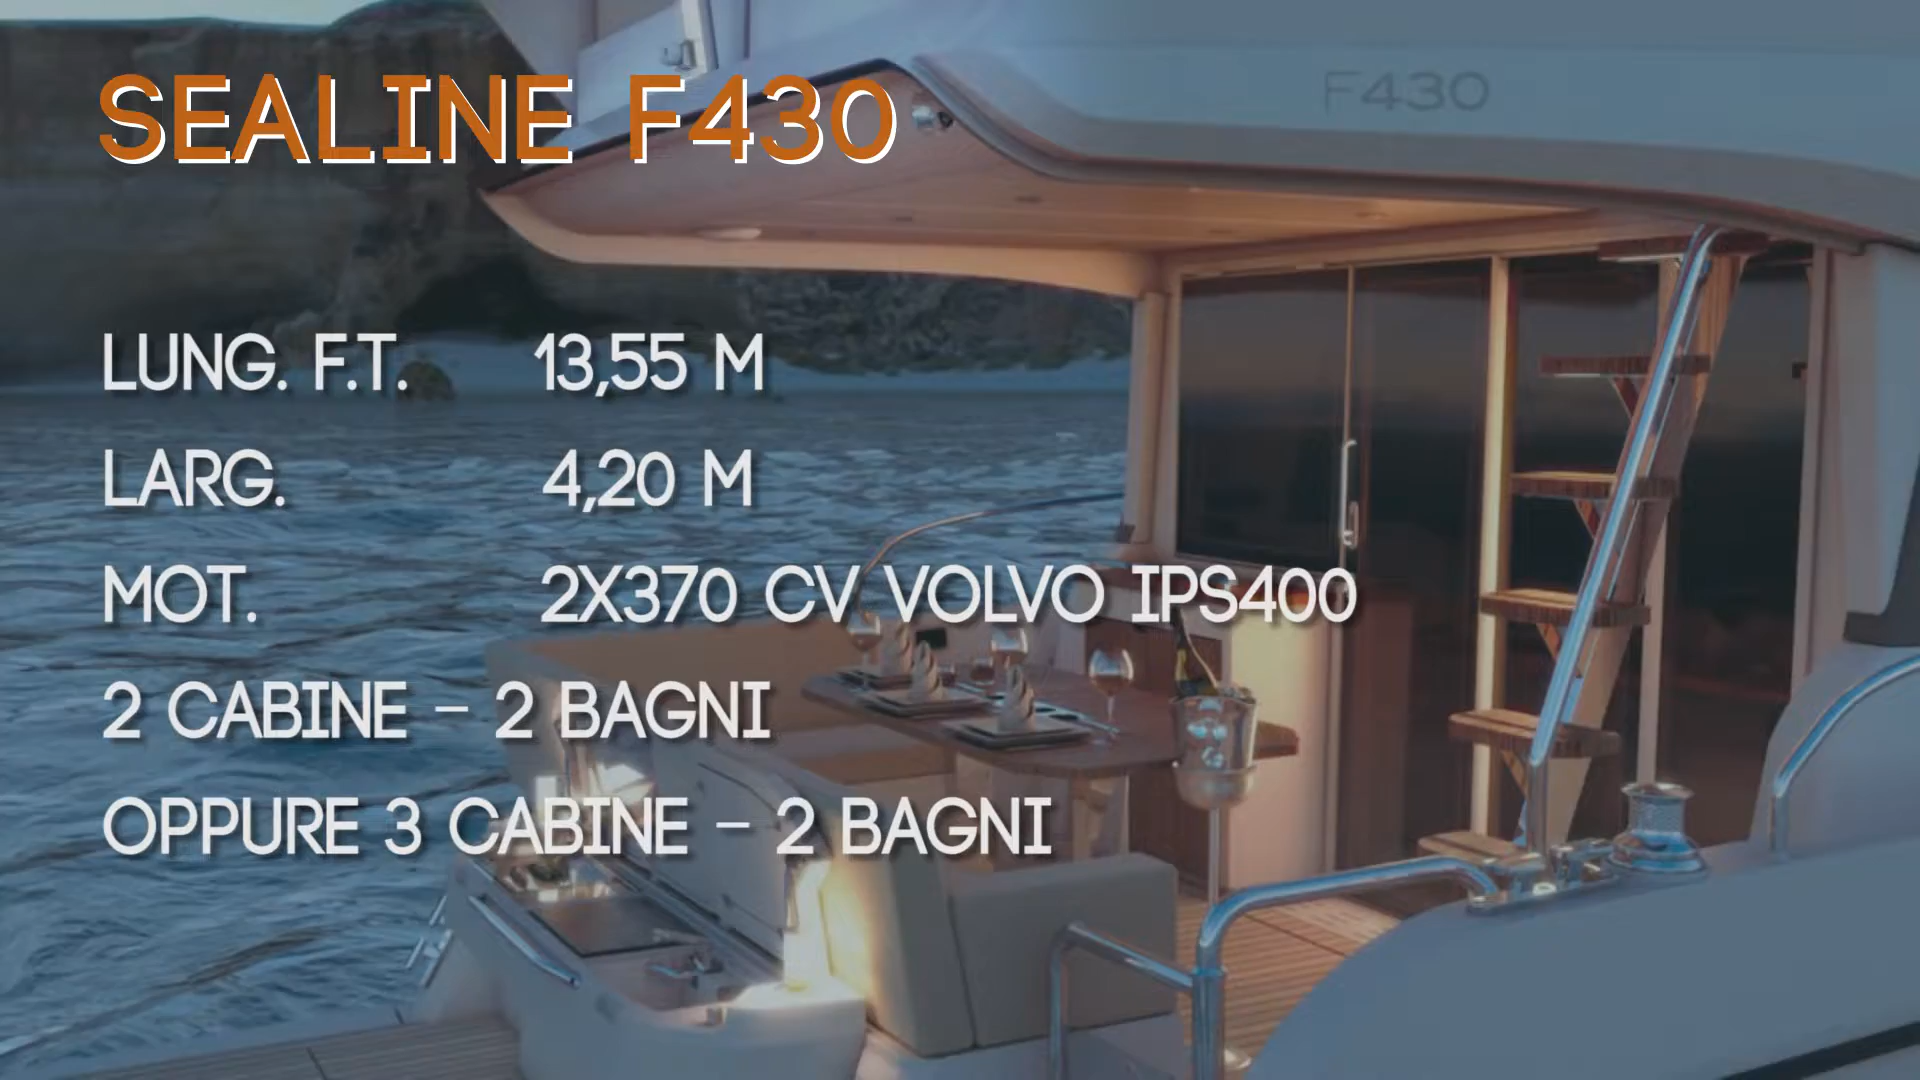 SEALINE F430
F430
LUNG. F.T. 13,55 M
LARG. 4,20 M
MOT. 2X370 CV VOLVO IPS400
2 CABINE – 2 BAGNI
OPPURE 3 CABINE – 2 BAGNI